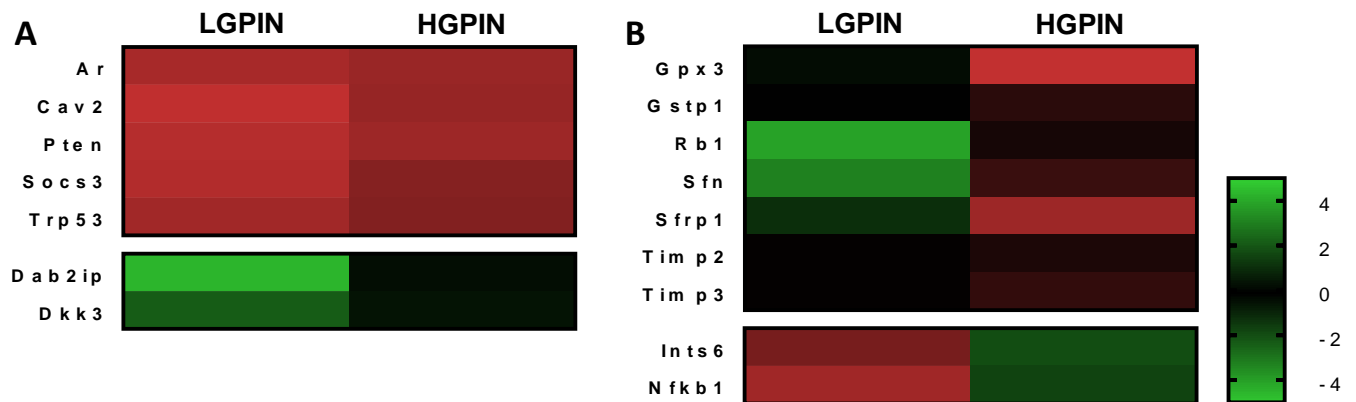 A
LGPIN HGPIN
Ar
Cav2
Pten
Socs3
Trp53
Dab2ip
Dkk3
B
LGPIN HGPIN
Gpx3
Gstp1
Rb1
Sfn
Sfrp1
Timp2
Timp3
Ints6
Nfkb1
4
2
0
-2
-4